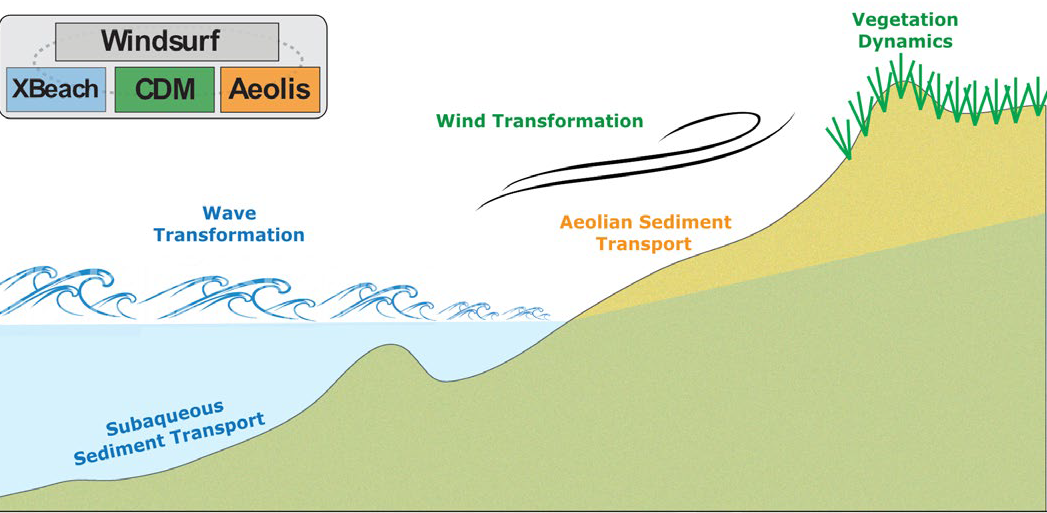 Windsurf
XBeach CDM Aeolis
Vegetation
Dynamics
Wind Transformation
Wave
Transformation
Aeolian Sediment
Transport
Subaqueous
Sediment Transport